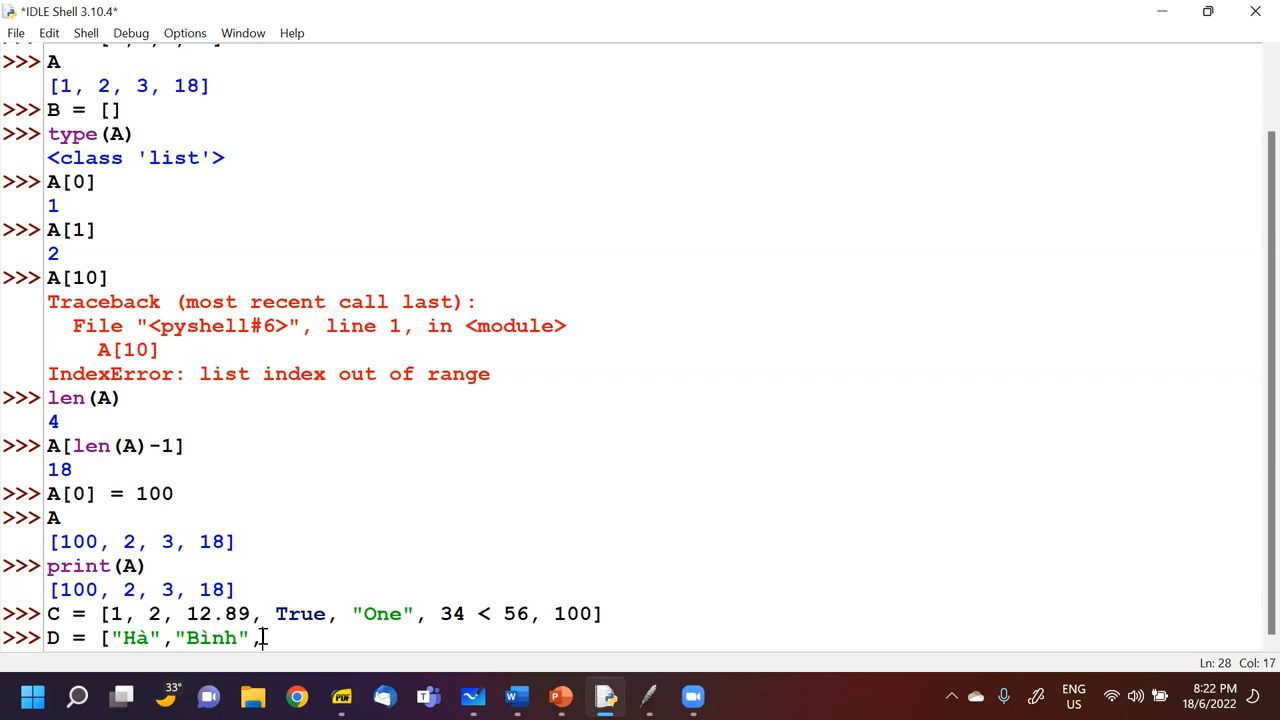 *IDLE Shell 3.10.4*
File Edit Shell Debug Options Window Help
>>> A
[1, 2, 3, 18]
>>> B = []
>>> type(A)
<class 'list'>
>>> A[0]
1
>>> A[1]
2
>>> A[10]
Traceback (most recent call last):
File "<pyshell#6>", line 1, in <module>
A[10]
IndexError: list index out of range
>>> len(A)
4
>>> A[len(A)-1]
18
>>> A[0] = 100
>>> A
[100, 2, 3, 18]
>>> print(A)
[100, 2, 3, 18]
>>> C = [1, 2, 12.89, True, "One", 34 < 56, 100]
>>> D = ["Hà","Bình",
Ln: 28 Col: 17
33°
PDF
ENG
US
8:22 PM
18/6/2022